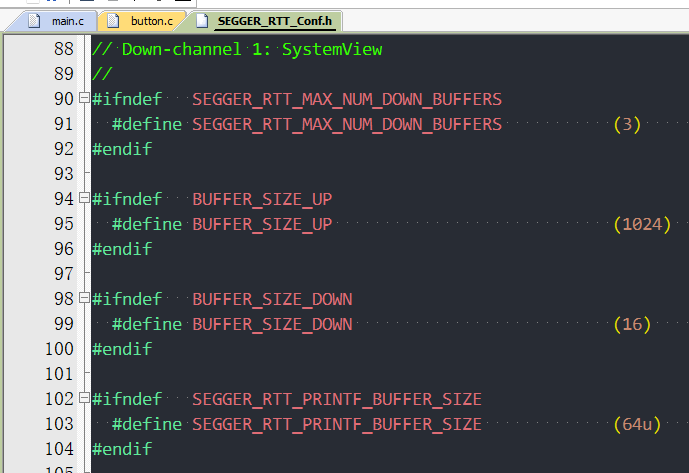 main.c button.c SEGGER_RTT_Conf.h
88 // Down-channel 1: SystemView
89 //
90 #ifndef SEGGER_RTT_MAX_NUM_DOWN_BUFFERS
91 #define SEGGER_RTT_MAX_NUM_DOWN_BUFFERS (3)
92 #endif
93
94 #ifndef BUFFER_SIZE_UP
95 #define BUFFER_SIZE_UP (1024)
96 #endif
97
98 #ifndef BUFFER_SIZE_DOWN
99 #define BUFFER_SIZE_DOWN (16)
100 #endif
101
102 #ifndef SEGGER_RTT_PRINTF_BUFFER_SIZE
103 #define SEGGER_RTT_PRINTF_BUFFER_SIZE (64u)
104 #endif
105